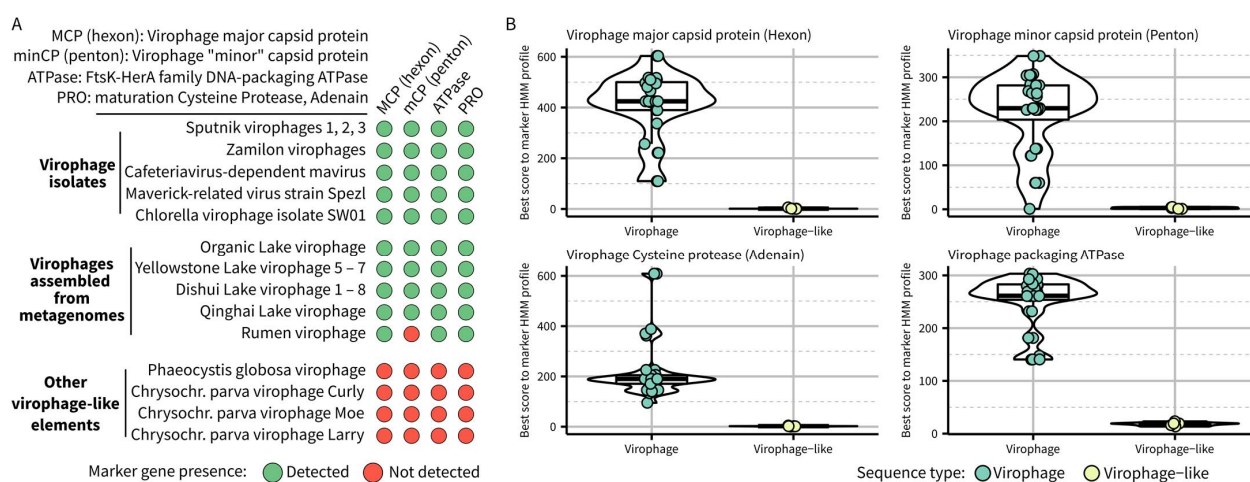 A
MCP (hexon): Virophage major capsid protein
minCP (penton): Virophage "minor" capsid protein
ATPase: FtsK-HerA family DNA-packaging ATPase
PRO: maturation Cysteine Protease, Adenain
MCP (hexon)
mCP (penton)
ATPase
PRO
Virophage
isolates
Sputnik virophages 1, 2, 3
Zamilon virophages
Cafeteriavirus-dependent mavirus
Maverick-related virus strain Spezl
Chlorella virophage isolate SW01
Virophages
assembled
from
metagenomes
Organic Lake virophage
Yellowstone Lake virophage 5 – 7
Dishui Lake virophage 1 – 8
Qinghai Lake virophage
Rumen virophage
Other
virophage-like
elements
Phaeocystis globosa virophage
Chrysochr. parva virophage Curly
Chrysochr. parva virophage Moe
Chrysochr. parva virophage Larry
Marker gene presence: Detected Not detected
B
Virophage major capsid protein (Hexon)
Best score to marker HMM profile
600
400
200
0
Virophage Virophage−like
Virophage minor capsid protein (Penton)
Best score to marker HMM profile
300
200
100
0
Virophage Virophage−like
Virophage Cysteine protease (Adenain)
Best score to marker HMM profile
600
400
200
0
Virophage Virophage−like
Virophage packaging ATPase
Best score to marker HMM profile
300
200
100
0
Virophage Virophage−like
Sequence type: Virophage Virophage−like